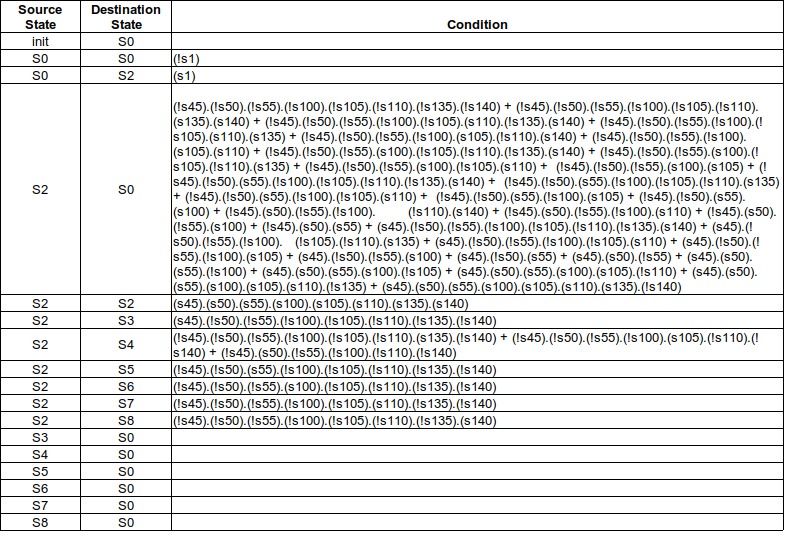 Source State Destination State Condition
init S0
S0 S0 (!s1)
S0 S2 (s1)
S2 S0
(!s45).(!s50).(!s55).(!s100).(!s105).(!s110).(!s135).(!s140) + (!s45).(!s50).(!s55).(!s100).(!s105).(!s110).
(s135).(s140) + (!s45).(!s50).(!s55).(!s100).(s105).(!s110).(s135).(s140) + (!s45).(!s50).(!s55).(!s100).(!
s105).(s110).(s135) + (!s45).(!s50).(!s55).(!s100).(s105).(!s110).(s140) + (!s45).(!s50).(!s55).(!s100).
(s105).(s110) + (!s45).(!s50).(!s55).(s100).(!s105).(!s110).(!s135).(s140) + (!s45).(!s50).(!s55).(s100).(!
s105).(!s110).(s135) + (!s45).(!s50).(!s55).(s100).(!s105).(s110) + (!s45).(!s50).(!s55).(s100).(s105) + (!
s45).(!s50).(s55).(!s100).(!s105).(!s110).(!s135).(s140) + (!s45).(!s50).(s55).(!s100).(!s105).(!s110).(s135)
+ (!s45).(!s50).(s55).(!s100).(!s105).(s110) + (!s45).(!s50).(s55).(!s100).(s105) + (!s45).(!s50).(s55).
(s100) + (!s45).(s50).(!s55).(!s100). (!s110).(s140) + (!s45).(s50).(!s55).(!s100).(s110) + (!s45).(s50).
(!s55).(s100) + (!s45).(s50).(s55) + (s45).(!s50).(!s55).(!s100).(!s105).(!s110).(!s135).(s140) + (s45).(!
s50).(!s55).(!s100). (!s105).(!s110).(s135) + (s45).(!s50).(!s55).(!s100).(!s105).(s110) + (s45).(!s50).(!
s55).(!s100).(s105) + (s45).(!s50).(!s55).(s100) + (s45).(!s50).(s55) + (s45).(s50).(!s55) + (s45).(s50).
(s55).(!s100) + (s45).(s50).(s55).(s100).(!s105) + (s45).(s50).(s55).(s100).(s105).(!s110) + (s45).(s50).
(s55).(s100).(s105).(s110).(!s135) + (s45).(s50).(s55).(s100).(s105).(s110).(s135).(!s140)
S2 S2 (s45).(s50).(s55).(s100).(s105).(s110).(s135).(s140)
S2 S3 (s45).(!s50).(!s55).(!s100).(!s105).(!s110).(!s135).(!s140)
S2 S4
(!s45).(!s50).(!s55).(!s100).(!s105).(!s110).(s135).(!s140) + (!s45).(!s50).(!s55).(!s100).(s105).(!s110).(!
s140) + (!s45).(s50).(!s55).(!s100).(!s110).(!s140)
S2 S5 (!s45).(!s50).(s55).(!s100).(!s105).(!s110).(!s135).(!s140)
S2 S6 (!s45).(!s50).(!s55).(s100).(!s105).(!s110).(!s135).(!s140)
S2 S7 (!s45).(!s50).(!s55).(!s100).(!s105).(s110).(!s135).(!s140)
S2 S8 (!s45).(!s50).(!s55).(!s100).(!s105).(!s110).(!s135).(s140)
S3 S0
S4 S0
S5 S0
S6 S0
S7 S0
S8 S0